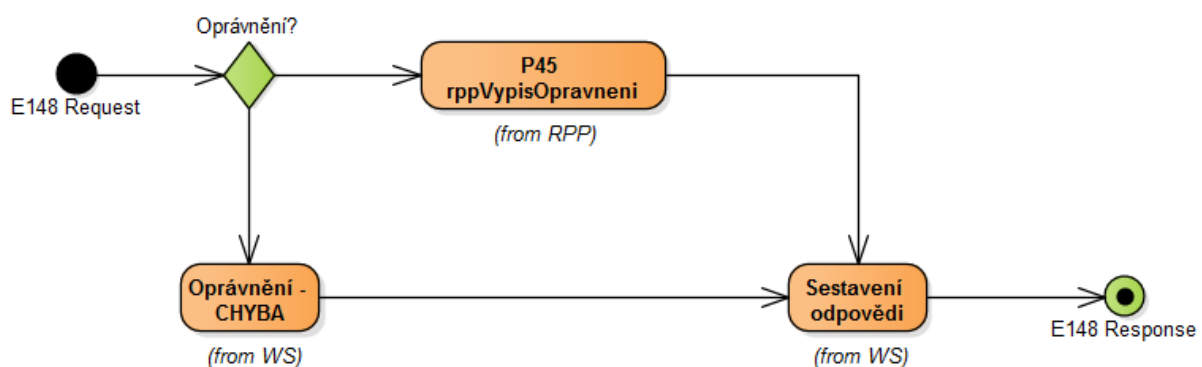 Oprávnění?
E148 Request
P45
rppVypisOpravneni
(from RPP)
Oprávnění -
CHYBA
(from WS)
Sestavení
odpovědi
(from WS)
E148 Response